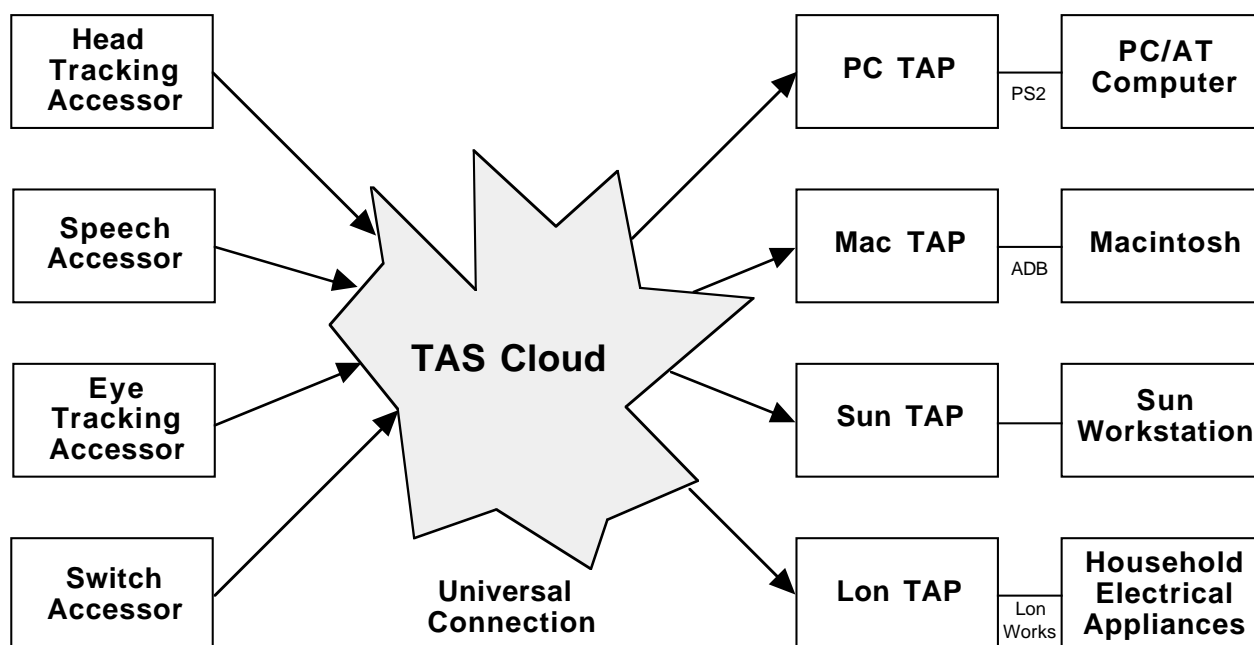 Head
Tracking
Accessor
Speech
Accessor
Eye
Tracking
Accessor
Switch
Accessor
TAS Cloud
Universal
Connection
PC TAP
PS2
PC/AT
Computer
Mac TAP
ADB
Macintosh
Sun TAP
Sun
Workstation
Lon TAP
Lon
Works
Household
Electrical
Appliances